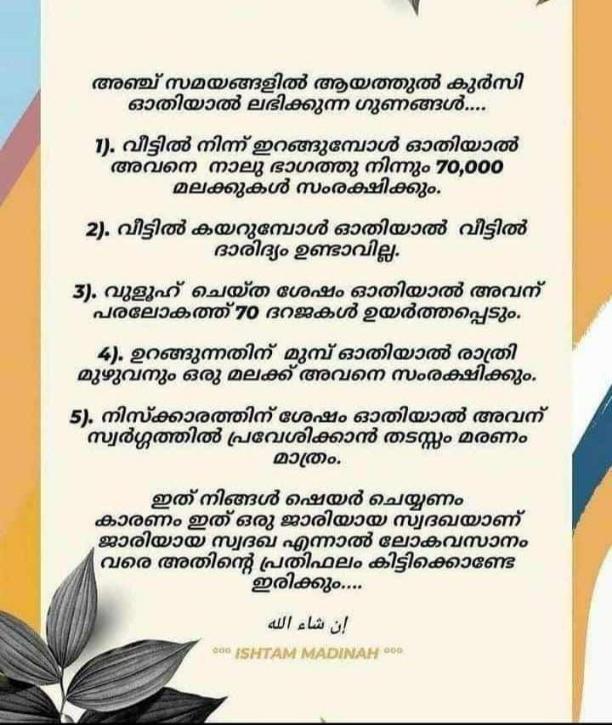 അഞ്ച് സമയങ്ങളിൽ ആയത്തുൽ കുർസി
ഓതിയാൽ ലഭിക്കുന്ന ഗുണങ്ങൾ....
1). വീട്ടിൽ നിന്ന് ഇറങ്ങുമ്പോൾ ഓതിയാൽ
അവനെ നാലു ഭാഗത്തു നിന്നും 70,000
മലക്കുകൾ സംരക്ഷിക്കും.
2). വീട്ടിൽ കയറുമ്പോൾ ഓതിയാൽ വീട്ടിൽ
ദാരിദ്യം ഉണ്ടാവില്ല.
3). വുളൂഹ് ചെയ്ത ശേഷം ഓതിയാൽ അവന്
പരലോകത്ത് 70 ദറജകൾ ഉയർത്തപ്പെടും.
4). ഉറങ്ങുന്നതിന് മുമ്പ് ഓതിയാൽ രാത്രി
മുഴുവനും ഒരു മലക്ക് അവനെ സംരക്ഷിക്കും.
5). നിസ്ക്കാരത്തിന് ശേഷം ഓതിയാൽ അവന്
സ്വർഗ്ഗത്തിൽ പ്രവേശിക്കാൻ തടസ്സം മരണം
മാത്രം.
ഇത് നിങ്ങൾ ഷെയർ ചെയ്യണം
കാരണം ഇത് ഒരു ജാരിയായ സ്വദഖയാണ്
ജാരിയായ സ്വദഖ എന്നാൽ ലോകവസാനം
വരെ അതിന്റെ പ്രതിഫലം കിട്ടിക്കൊണ്ടേ
ഇരിക്കും....
إن شاء الله
°°° ISHTAM MADINAH °°°